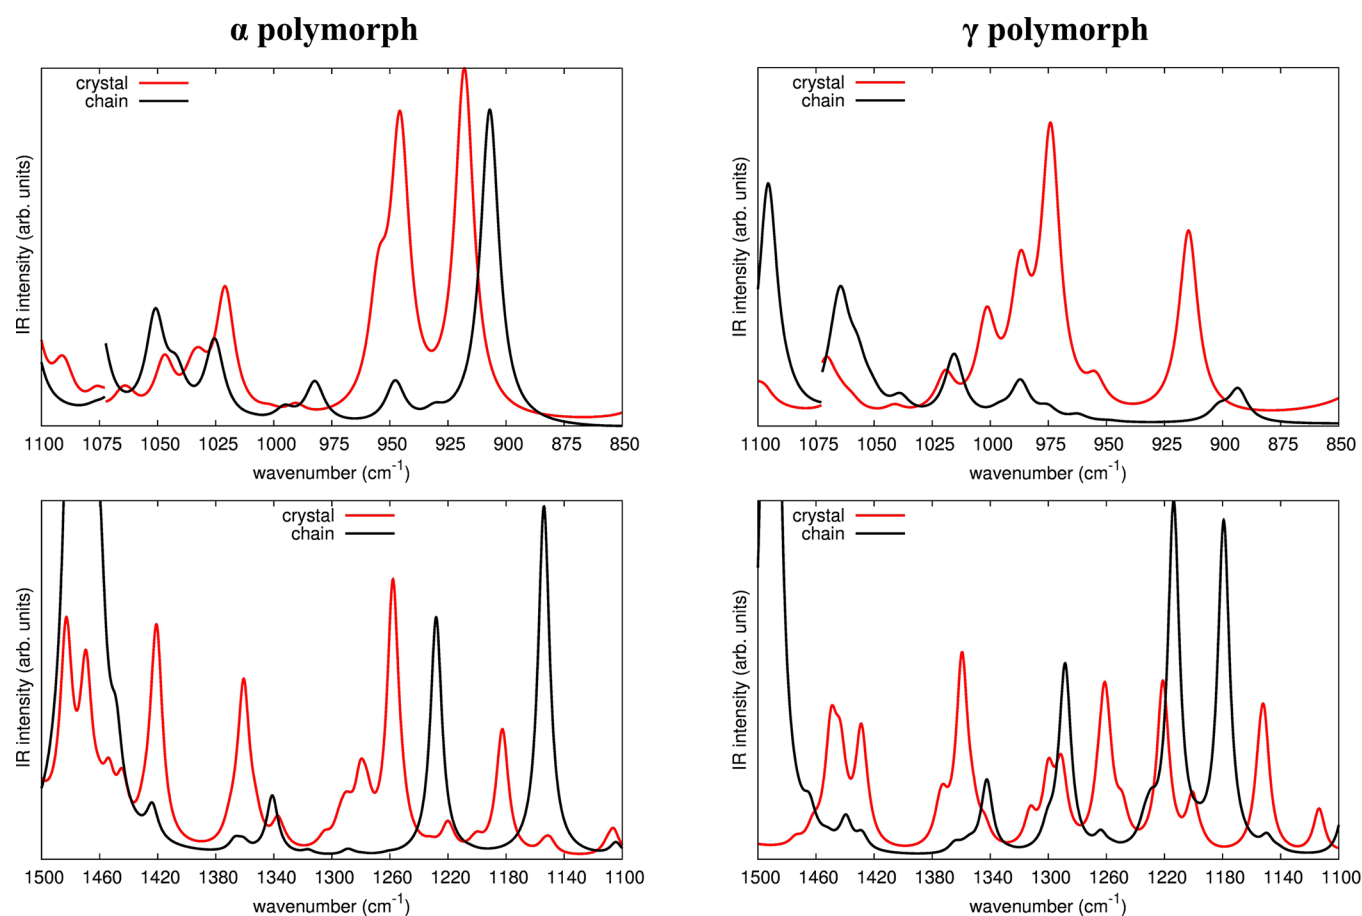 α polymorph
γ polymorph
crystal
chain
IR intensity (arb. units)
1100 1075 1050 1025 1000 975 950 925 900 875 850
wavenumber (cm-1)
crystal
chain
IR intensity (arb. units)
1100 1075 1050 1025 1000 975 950 925 900 875 850
wavenumber (cm-1)
crystal
chain
IR intensity (arb. units)
1500 1460 1420 1380 1340 1300 1260 1220 1180 1140 1100
wavenumber (cm-1)
crystal
chain
IR intensity (arb. units)
1500 1460 1420 1380 1340 1300 1260 1220 1180 1140 1100
wavenumber (cm-1)